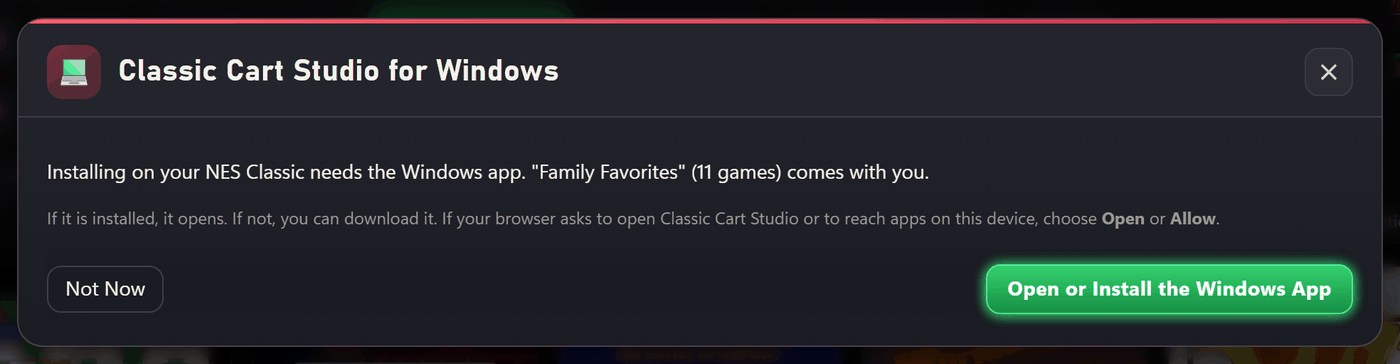 Classic Cart Studio for Windows
Installing on your NES Classic needs the Windows app. "Family Favorites" (11 games) comes with you.
If it is installed, it opens. If not, you can download it. If your browser asks to open Classic Cart Studio or to reach apps on this device, choose Open or Allow.
Not Now
Open or Install the Windows App